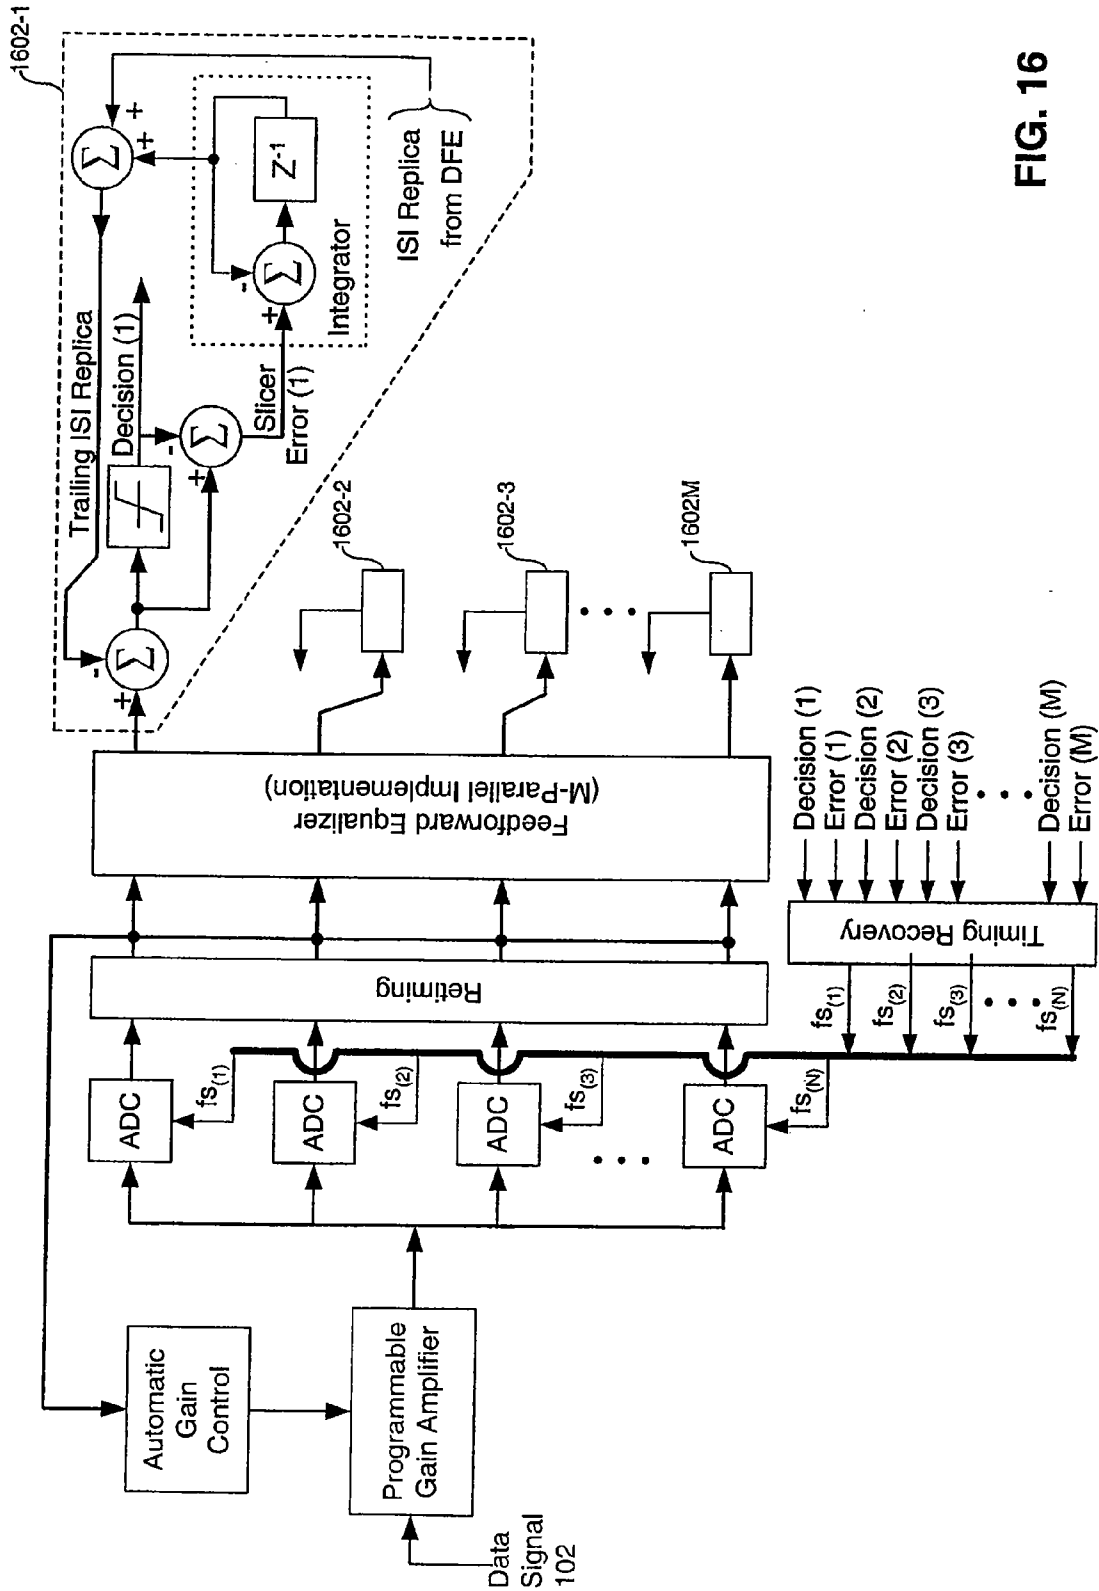 1602-1
Trailing ISI Replica
Decision (1)
Σ
+
-
Σ
+
-
Slicer
Error (1)
Σ
+
+
Σ
+
-
Z-1
Integrator
ISI Replica
from DFE
Σ
1602-2
1602-3
1602M
Feedforward Equalizer
(M-Parallel Implementation)
Retiming
ADC
fs(1)
ADC
fs(2)
ADC
fs(3)
ADC
fs(N)
Automatic
Gain
Control
Programmable
Gain Amplifier
Data
Signal
102
Timing Recovery
fs(1)
fs(2)
fs(3)
fs(N)
Decision (1)
Error (1)
Decision (2)
Error (2)
Decision (3)
Error (3)
Decision (M)
Error (M)
FIG. 16